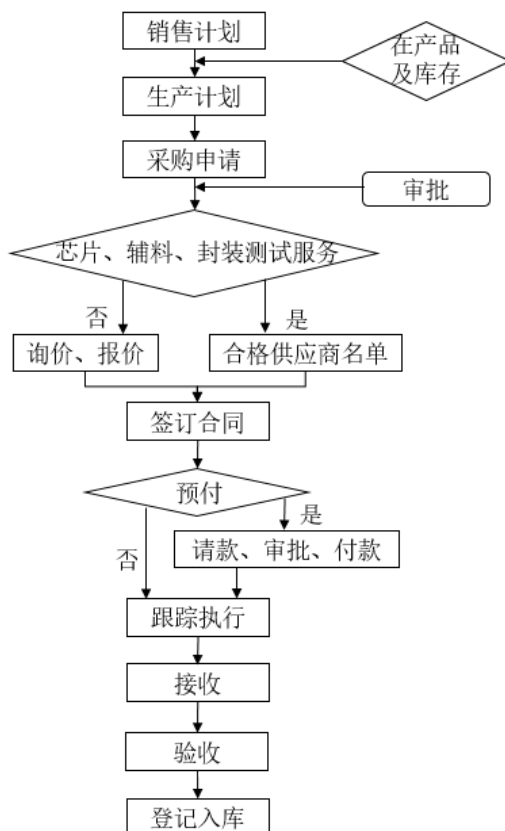 销售计划
在产品
及库存
生产计划
采购申请
审批
芯片、辅料、封装测试服务
否
是
询价、报价
合格供应商名单
签订合同
预付
是
否
请款、审批、付款
跟踪执行
接收
验收
登记入库